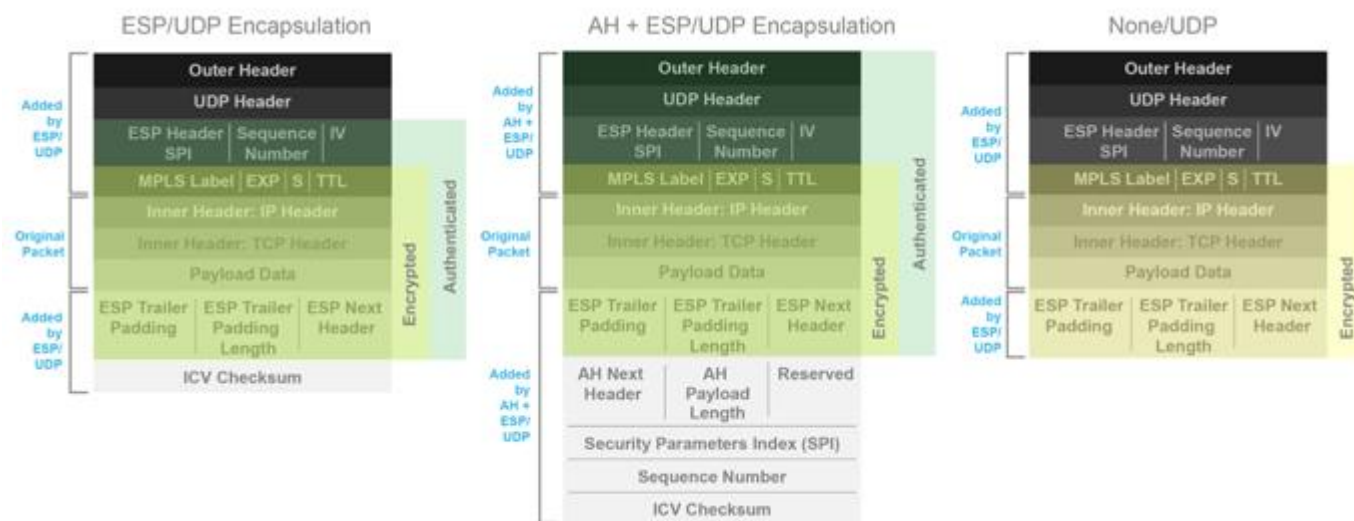 ESP/UDP Encapsulation
Added
by
ESP/
UDP
Outer Header
UDP Header
ESP Header
SPI
Sequence
Number
IV
MPLS Label EXP S TTL
Original
Packet
Inner Header: IP Header
Inner Header: TCP Header
Payload Data
Added
by
ESP/
UDP
ESP Trailer
Padding
ESP Trailer
Padding
Length
ESP Next
Header
ICV Checksum
Encrypted
Authenticated
AH + ESP/UDP Encapsulation
Added
by
AH +
ESP/
UDP
Outer Header
UDP Header
ESP Header
SPI
Sequence
Number
IV
MPLS Label EXP S TTL
Original
Packet
Inner Header: IP Header
Inner Header: TCP Header
Payload Data
Added
by
AH +
ESP/
UDP
ESP Trailer
Padding
ESP Trailer
Padding
Length
ESP Next
Header
AH Next
Header
AH
Payload
Length
Reserved
Security Parameters Index (SPI)
Sequence Number
ICV Checksum
Encrypted
Authenticated
None/UDP
Added
by
ESP/
UDP
Outer Header
UDP Header
ESP Header
SPI
Sequence
Number
IV
MPLS Label EXP S TTL
Original
Packet
Inner Header: IP Header
Inner Header: TCP Header
Payload Data
Added
by
ESP/
UDP
ESP Trailer
Padding
ESP Trailer
Padding
Length
ESP Next
Header
Encrypted